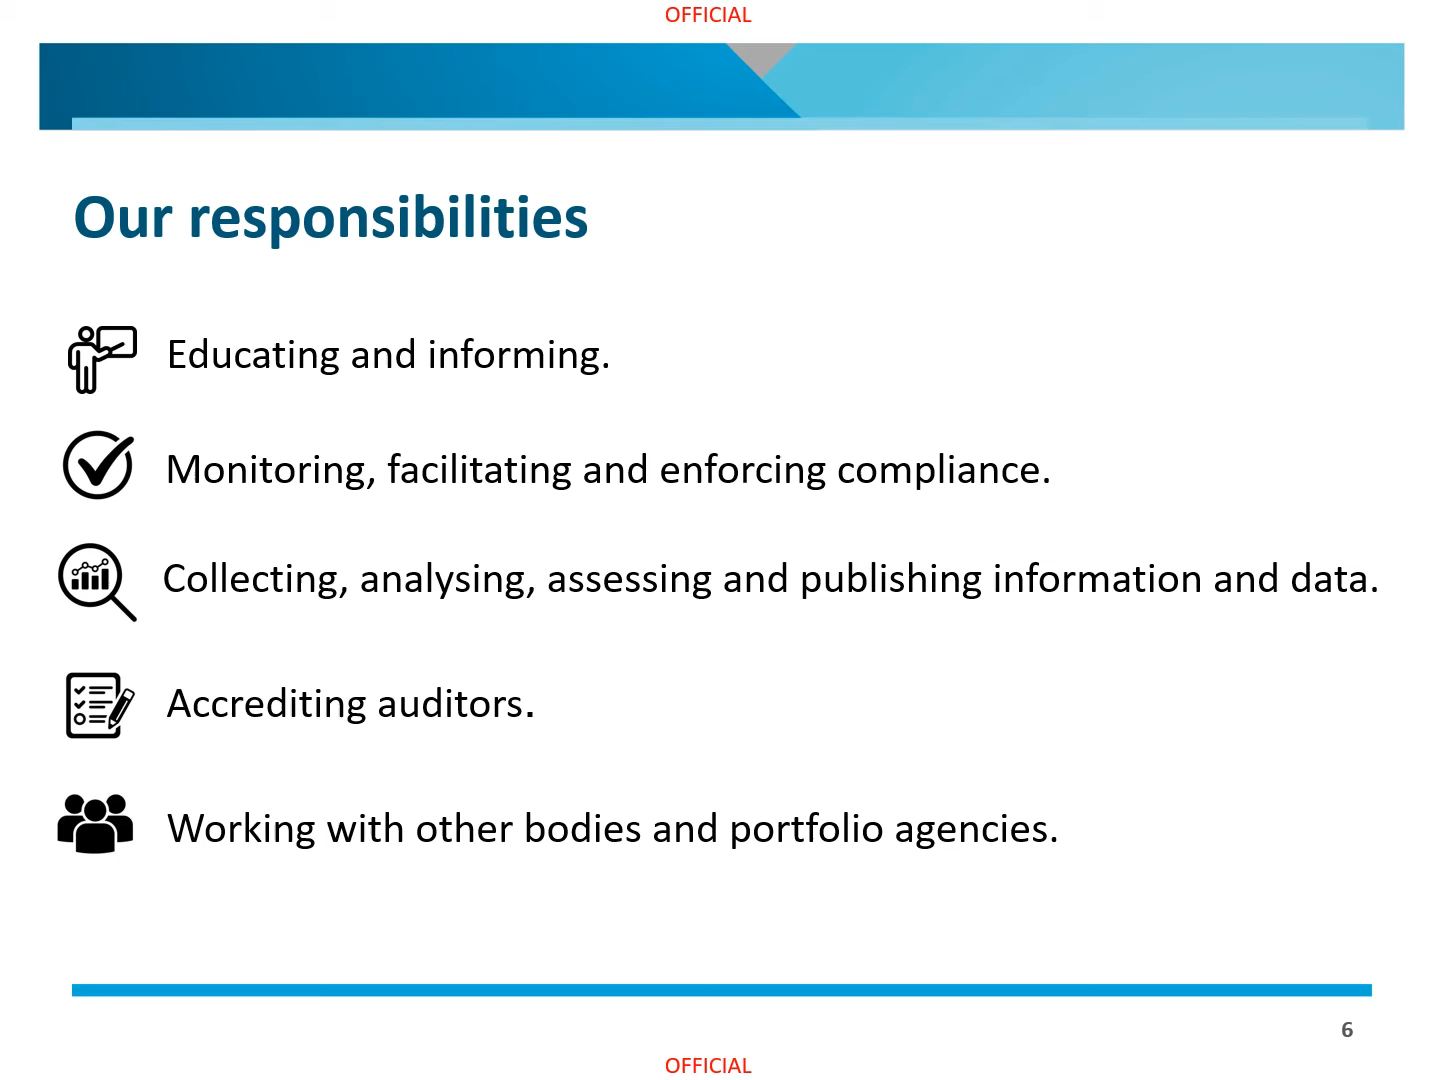 OFFICIAL
Our responsibilities
Educating and informing.
Monitoring, facilitating and enforcing compliance.
Collecting, analysing, assessing and publishing information and data.
Accrediting auditors.
Working with other bodies and portfolio agencies.
6
OFFICIAL